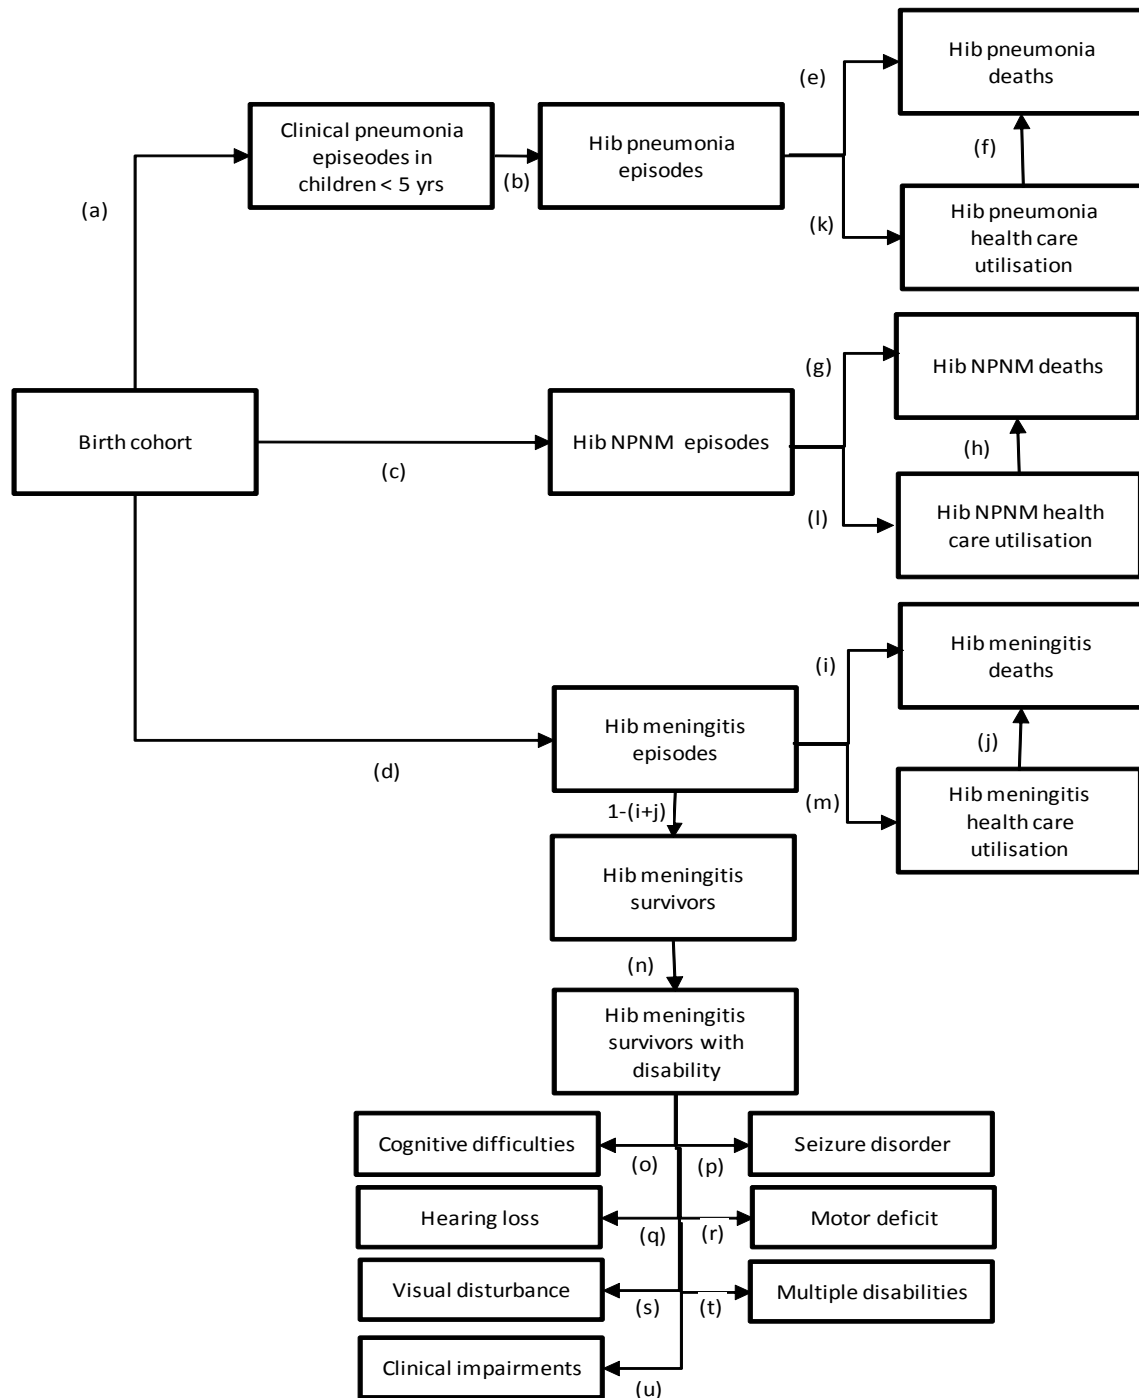 Hib pneumonia
deaths
(e)
Clinical pneumonia
episeodes in
children < 5 yrs
(b)
Hib pneumonia
episodes
(f)
(a)
(k)
Hib pneumonia
health care
utilisation
(g)
Hib NPNM deaths
Birth cohort
(c)
Hib NPNM episodes
(h)
(l)
Hib NPNM health
care utilisation
(i)
Hib meningitis
deaths
(d)
Hib meningitis
episodes
(j)
(m)
Hib meningitis
health care
utilisation
1-(i+j)
Hib meningitis
survivors
(n)
Hib meningitis
survivors with
disability
Cognitive difficulties
(o)
(p)
Seizure disorder
Hearing loss
(q)
(r)
Motor deficit
Visual disturbance
(s)
(t)
Multiple disabilities
Clinical impairments
(u)